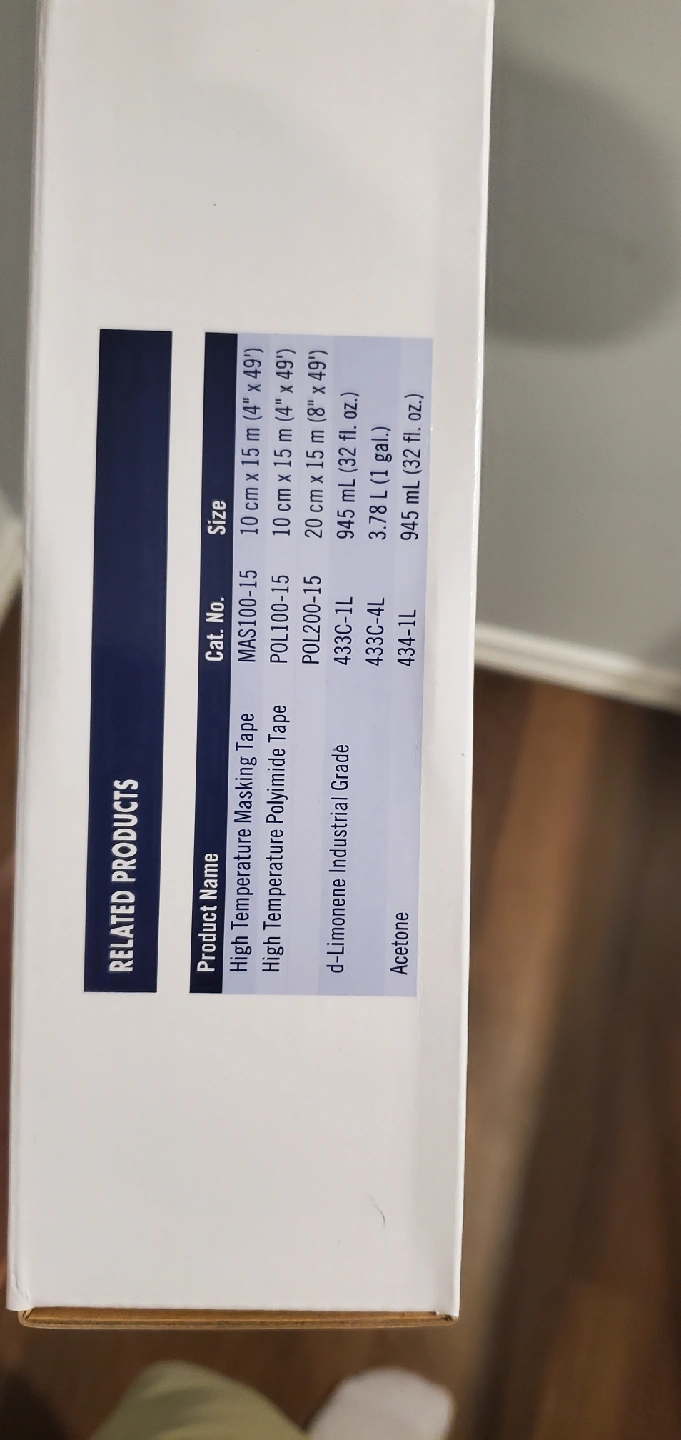 RELATED PRODUCTS
Product Name Cat. No. Size
High Temperature Masking Tape MAS100-15 10 cm x 15 m (4" x 49')
High Temperature Polyimide Tape POL100-15 10 cm x 15 m (4" x 49')
POL200-15 20 cm x 15 m (8" x 49')
d-Limonene Industrial Grade 433C-1L 945 mL (32 fl. oz.)
433C-4L 3.78 L (1 gal.)
Acetone 434-1L 945 mL (32 fl. oz.)